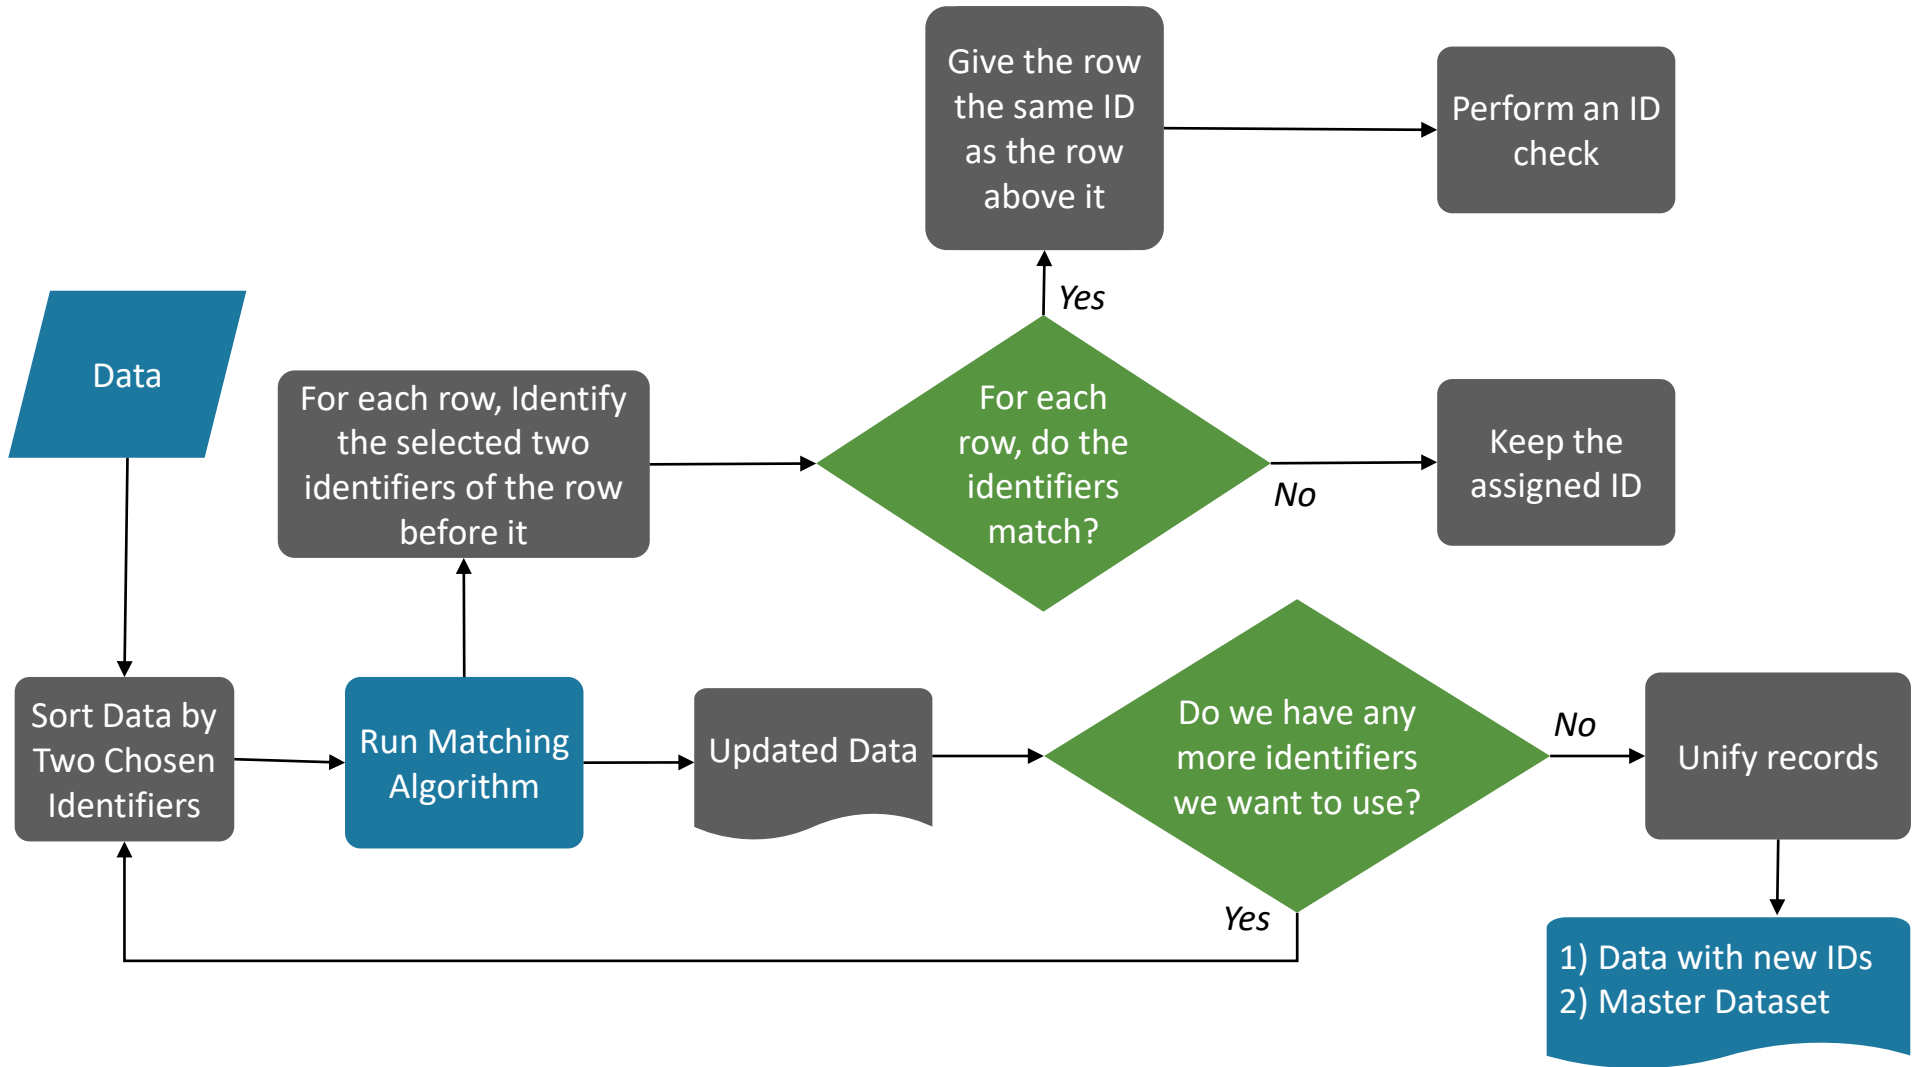 Give the row
the same ID
as the row
above it
Perform an ID
check
Yes
Data
For each row, Identify
the selected two
identifiers of the row
before it
For each
row, do the
identifiers
match?
No
Keep the
assigned ID
Sort Data by
Two Chosen
Identifiers
Run Matching
Algorithm
Updated Data
Do we have any
more identifiers
we want to use?
No
Unify records
Yes
1) Data with new IDs
2) Master Dataset